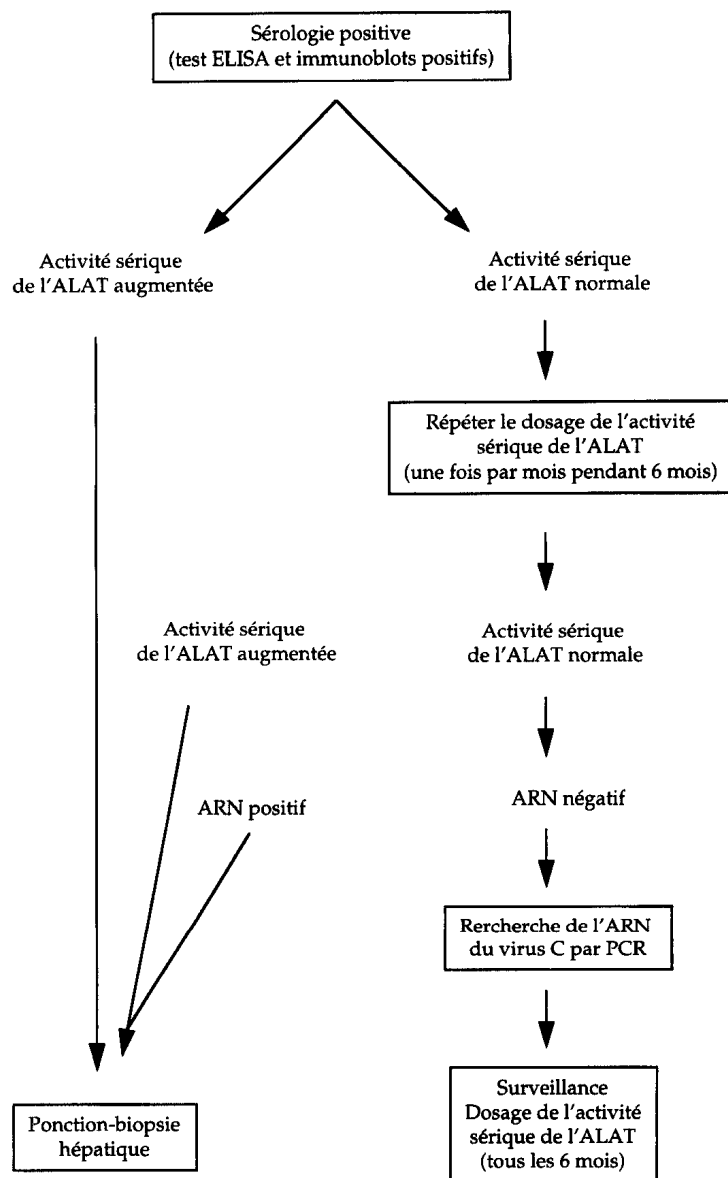 Sérologie positive
(test ELISA et immunoblots positifs)
Activité sérique
de l'ALAT augmentée
Activité sérique
de l'ALAT normale
Répéter le dosage de l'activité
sérique de l'ALAT
(une fois par mois pendant 6 mois)
Activité sérique
de l'ALAT augmentée
Activité sérique
de l'ALAT normale
ARN positif
ARN négatif
Rercherche de l'ARN
du virus C par PCR
Ponction-biopsie
hépatique
Surveillance
Dosage de l'activité
sérique de l'ALAT
(tous les 6 mois)